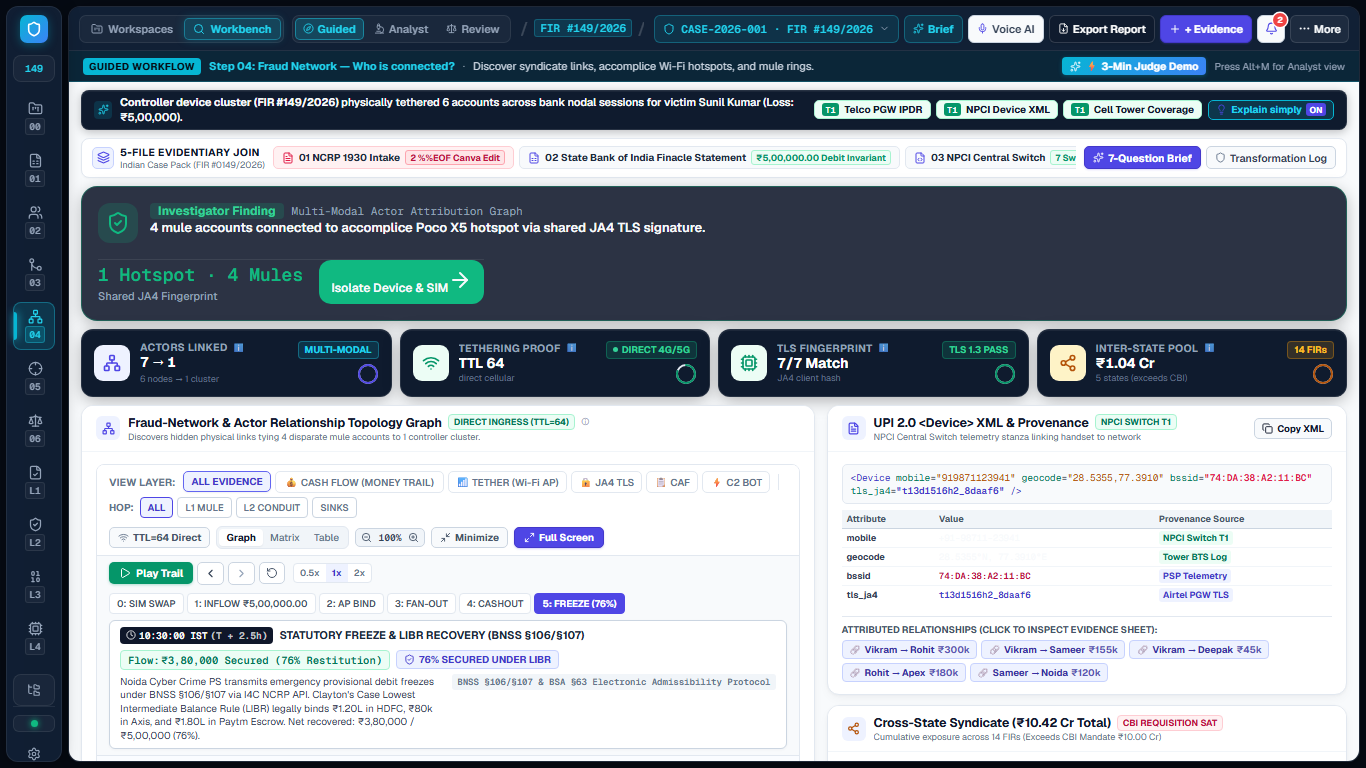 Workspaces
Workbench
Guided
Analyst
Review
/ FIR #149/2026 /
CASE-2026-001 · FIR #149/2026
Brief
Voice AI
Export Report
+ + Evidence
2
··· More
149
00
01
02
03
04
05
06
L1
L2
L3
L4
GUIDED WORKFLOW Step 04: Fraud Network — Who is connected? · Discover syndicate links, accomplice Wi-Fi hotspots, and mule rings.
3-Min Judge Demo
Press Alt+M for Analyst view
Controller device cluster (FIR #149/2026) physically tethered 6 accounts across bank nodal sessions for victim Sunil Kumar (Loss:
₹5,00,000).
T1 Telco PGW IPDR
T1 NPCI Device XML
T1 Cell Tower Coverage
Explain simply ON
5-FILE EVIDENTIARY JOIN
Indian Case Pack (FIR #0149/2026)
01 NCRP 1930 Intake 2 %%EOF Canva Edit
02 State Bank of India Finacle Statement ₹5,00,000.00 Debit Invariant
03 NPCI Central Switch 7 Sw
7-Question Brief
Transformation Log
Investigator Finding Multi-Modal Actor Attribution Graph
4 mule accounts connected to accomplice Poco X5 hotspot via shared JA4 TLS signature.
1 Hotspot · 4 Mules
Shared JA4 Fingerprint
Isolate Device & SIM
ACTORS LINKED
7 → 1
6 nodes → 1 cluster
MULTI-MODAL
TETHERING PROOF
TTL 64
direct cellular
DIRECT 4G/5G
TLS FINGERPRINT
7/7 Match
JA4 client hash
TLS 1.3 PASS
INTER-STATE POOL
₹1.04 Cr
5 states (exceeds CBI)
14 FIRs
Fraud-Network & Actor Relationship Topology Graph DIRECT INGRESS (TTL=64)
Discovers hidden physical links tying 4 disparate mule accounts to 1 controller cluster.
VIEW LAYER: ALL EVIDENCE CASH FLOW (MONEY TRAIL) TETHER (Wi-Fi AP) JA4 TLS CAF C2 BOT
HOP: ALL L1 MULE L2 CONDUIT SINKS
TTL=64 Direct Graph Matrix Table 100% Minimize Full Screen
Play Trail 0.5x 1x 2x
0: SIM SWAP 1: INFLOW ₹5,00,000.00 2: AP BIND 3: FAN-OUT 4: CASHOUT 5: FREEZE (76%)
10:30:00 IST (T + 2.5h) STATUTORY FREEZE & LIBR RECOVERY (BNSS §106/§107)
Flow: ₹3,80,000 Secured (76% Restitution) 76% SECURED UNDER LIBR
Noida Cyber Crime PS transmits emergency provisional debit freezes
under BNSS §106/§107 via I4C NCRP API. Clayton's Case Lowest
Intermediate Balance Rule (LIBR) legally binds ₹1.20L in HDFC, ₹80k
in Axis, and ₹1.80L in Paytm Escrow. Net recovered: ₹3,80,000 /
₹5,00,000 (76%).
BNSS §106/§107 & BSA §63 Electronic Admissibility Protocol
UPI 2.0 <Device> XML & Provenance NPCI SWITCH T1
NPCI Central Switch telemetry stanza linking handset to network
Copy XML
<Device mobile="919871123941" geocode="28.5355,77.3910" bssid="74:DA:38:A2:11:BC"
tls_ja4="t13d1516h2_8daaf6" />
Attribute Value Provenance Source
mobile NPCI Switch T1
geocode Tower BTS Log
bssid 74:DA:38:A2:11:BC PSP Telemetry
tls_ja4 t13d1516h2_8daaf6 Airtel PGW TLS
ATTRIBUTED RELATIONSHIPS (CLICK TO INSPECT EVIDENCE SHEET):
Vikram → Rohit ₹300k Vikram → Sameer ₹155k Vikram → Deepak ₹45k
Rohit → Apex ₹180k Sameer → Noida ₹120k
Cross-State Syndicate (₹10.42 Cr Total) CBI REQUISITION SAT
Cumulative exposure across 14 FIRs (Exceeds CBI Mandate ₹10.00 Cr)